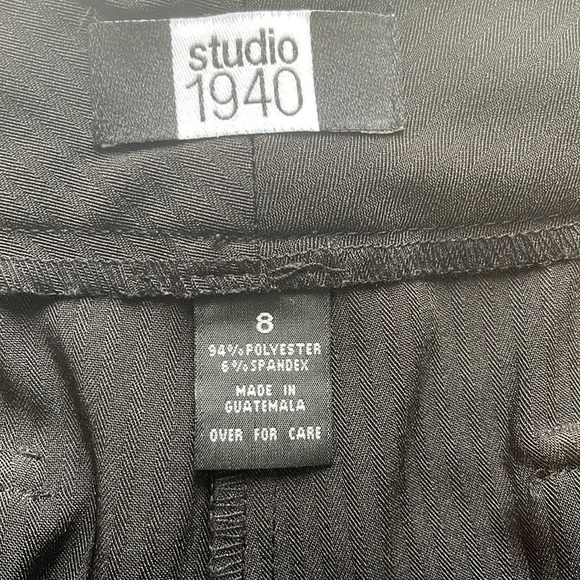 studio
1940
8
94% POLYESTER
6% SPANDEX
MADE IN
GUATEMALA
OVER FOR CARE